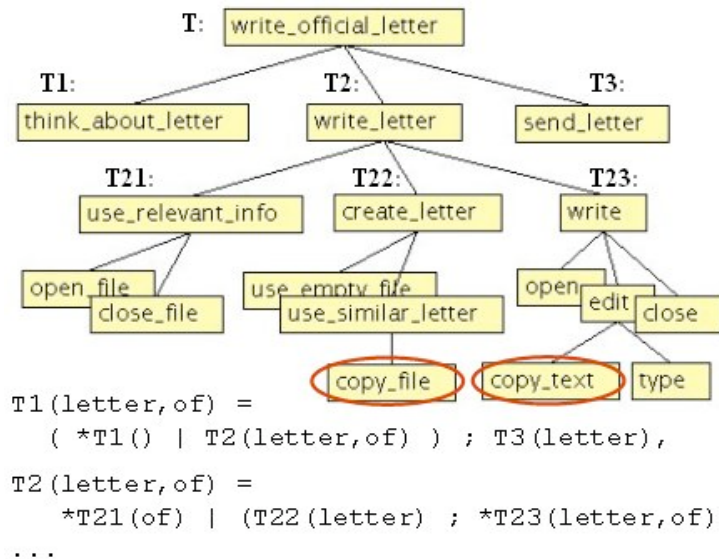 T: write_official_letter
T1: T2: T3:
think_about_letter write_letter send_letter
T21: T22: T23:
use_relevant_info create_letter write
open_file use_empty_file open
close_file use_similar_letter edit close
copy_file copy_text type
T1(letter,of) =
( *T1() | T2(letter,of) ) ; T3(letter),
T2(letter,of) =
*T21(of) | (T22(letter) ; *T23(letter,of)
...